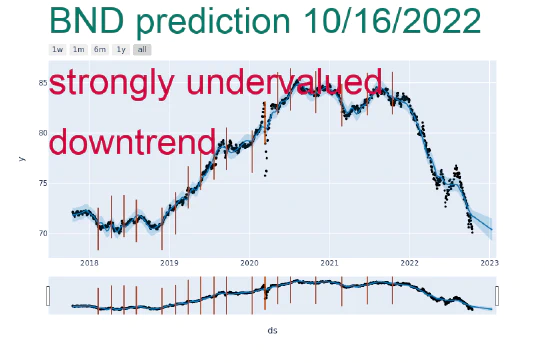 BND prediction 10/16/2022
1w 1m 6m 1y all
strongly undervalued
downtrend
85
80
75
70
y
2018 2019 2020 2021 2022 2023
ds